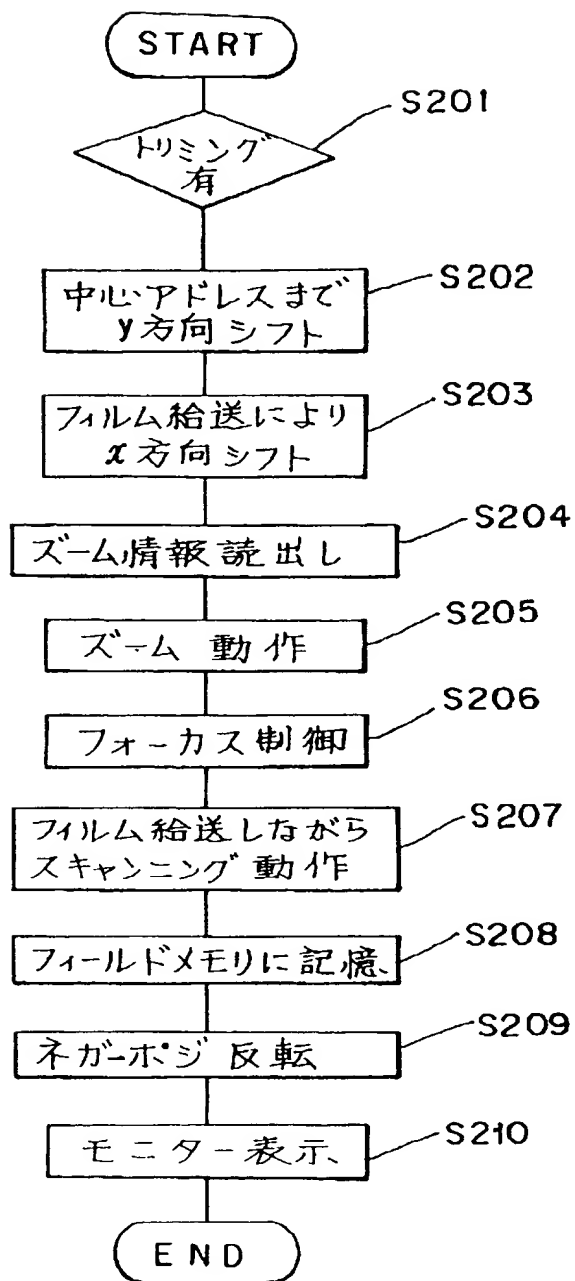 START
S201
トリミング
有
S202
中心アドレスまで
y方向シフト
S203
フィルム給送により
x方向シフト
S204
ズーム情報読出し
S205
ズーム動作
S206
フォーカス制御
S207
フィルム給送しながら
スキャンニング動作
S208
フィールドメモリに記憶
S209
ネガーポジ反転
S210
モニター表示
END